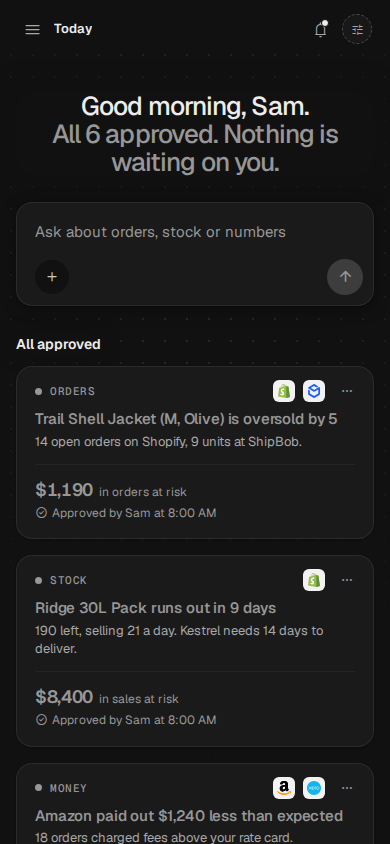 Today
Good morning, Sam.
All 6 approved. Nothing is
waiting on you.
Ask about orders, stock or numbers
All approved
ORDERS
Trail Shell Jacket (M, Olive) is oversold by 5
14 open orders on Shopify, 9 units at ShipBob.
$1,190 in orders at risk
Approved by Sam at 8:00 AM
STOCK
Ridge 30L Pack runs out in 9 days
190 left, selling 21 a day. Kestrel needs 14 days to
deliver.
$8,400 in sales at risk
Approved by Sam at 8:00 AM
MONEY
Amazon paid out $1,240 less than expected
18 orders charged fees above your rate card.